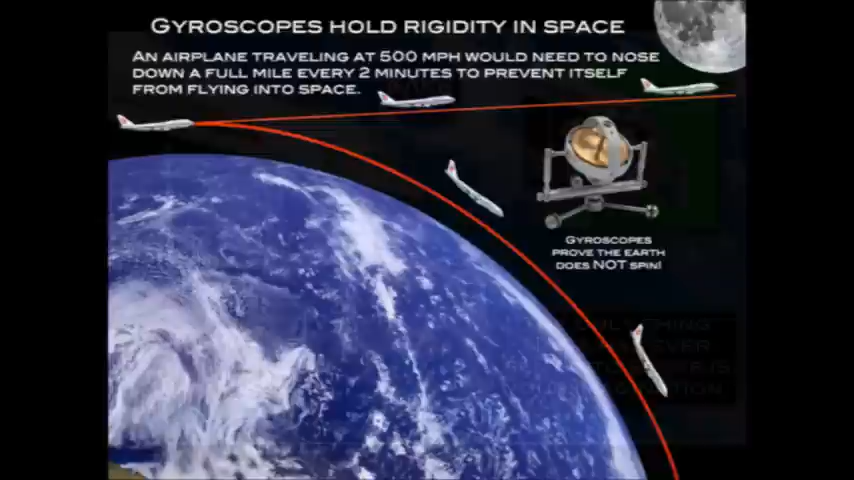 GYROSCOPES HOLD RIGIDITY IN SPACE
AN AIRPLANE TRAVELING AT 500 MPH WOULD NEED TO NOSE
DOWN A FULL MILE EVERY 2 MINUTES TO PREVENT ITSELF
FROM FLYING INTO SPACE.
GYROSCOPES
PROVE THE EARTH
DOES NOT SPIN!